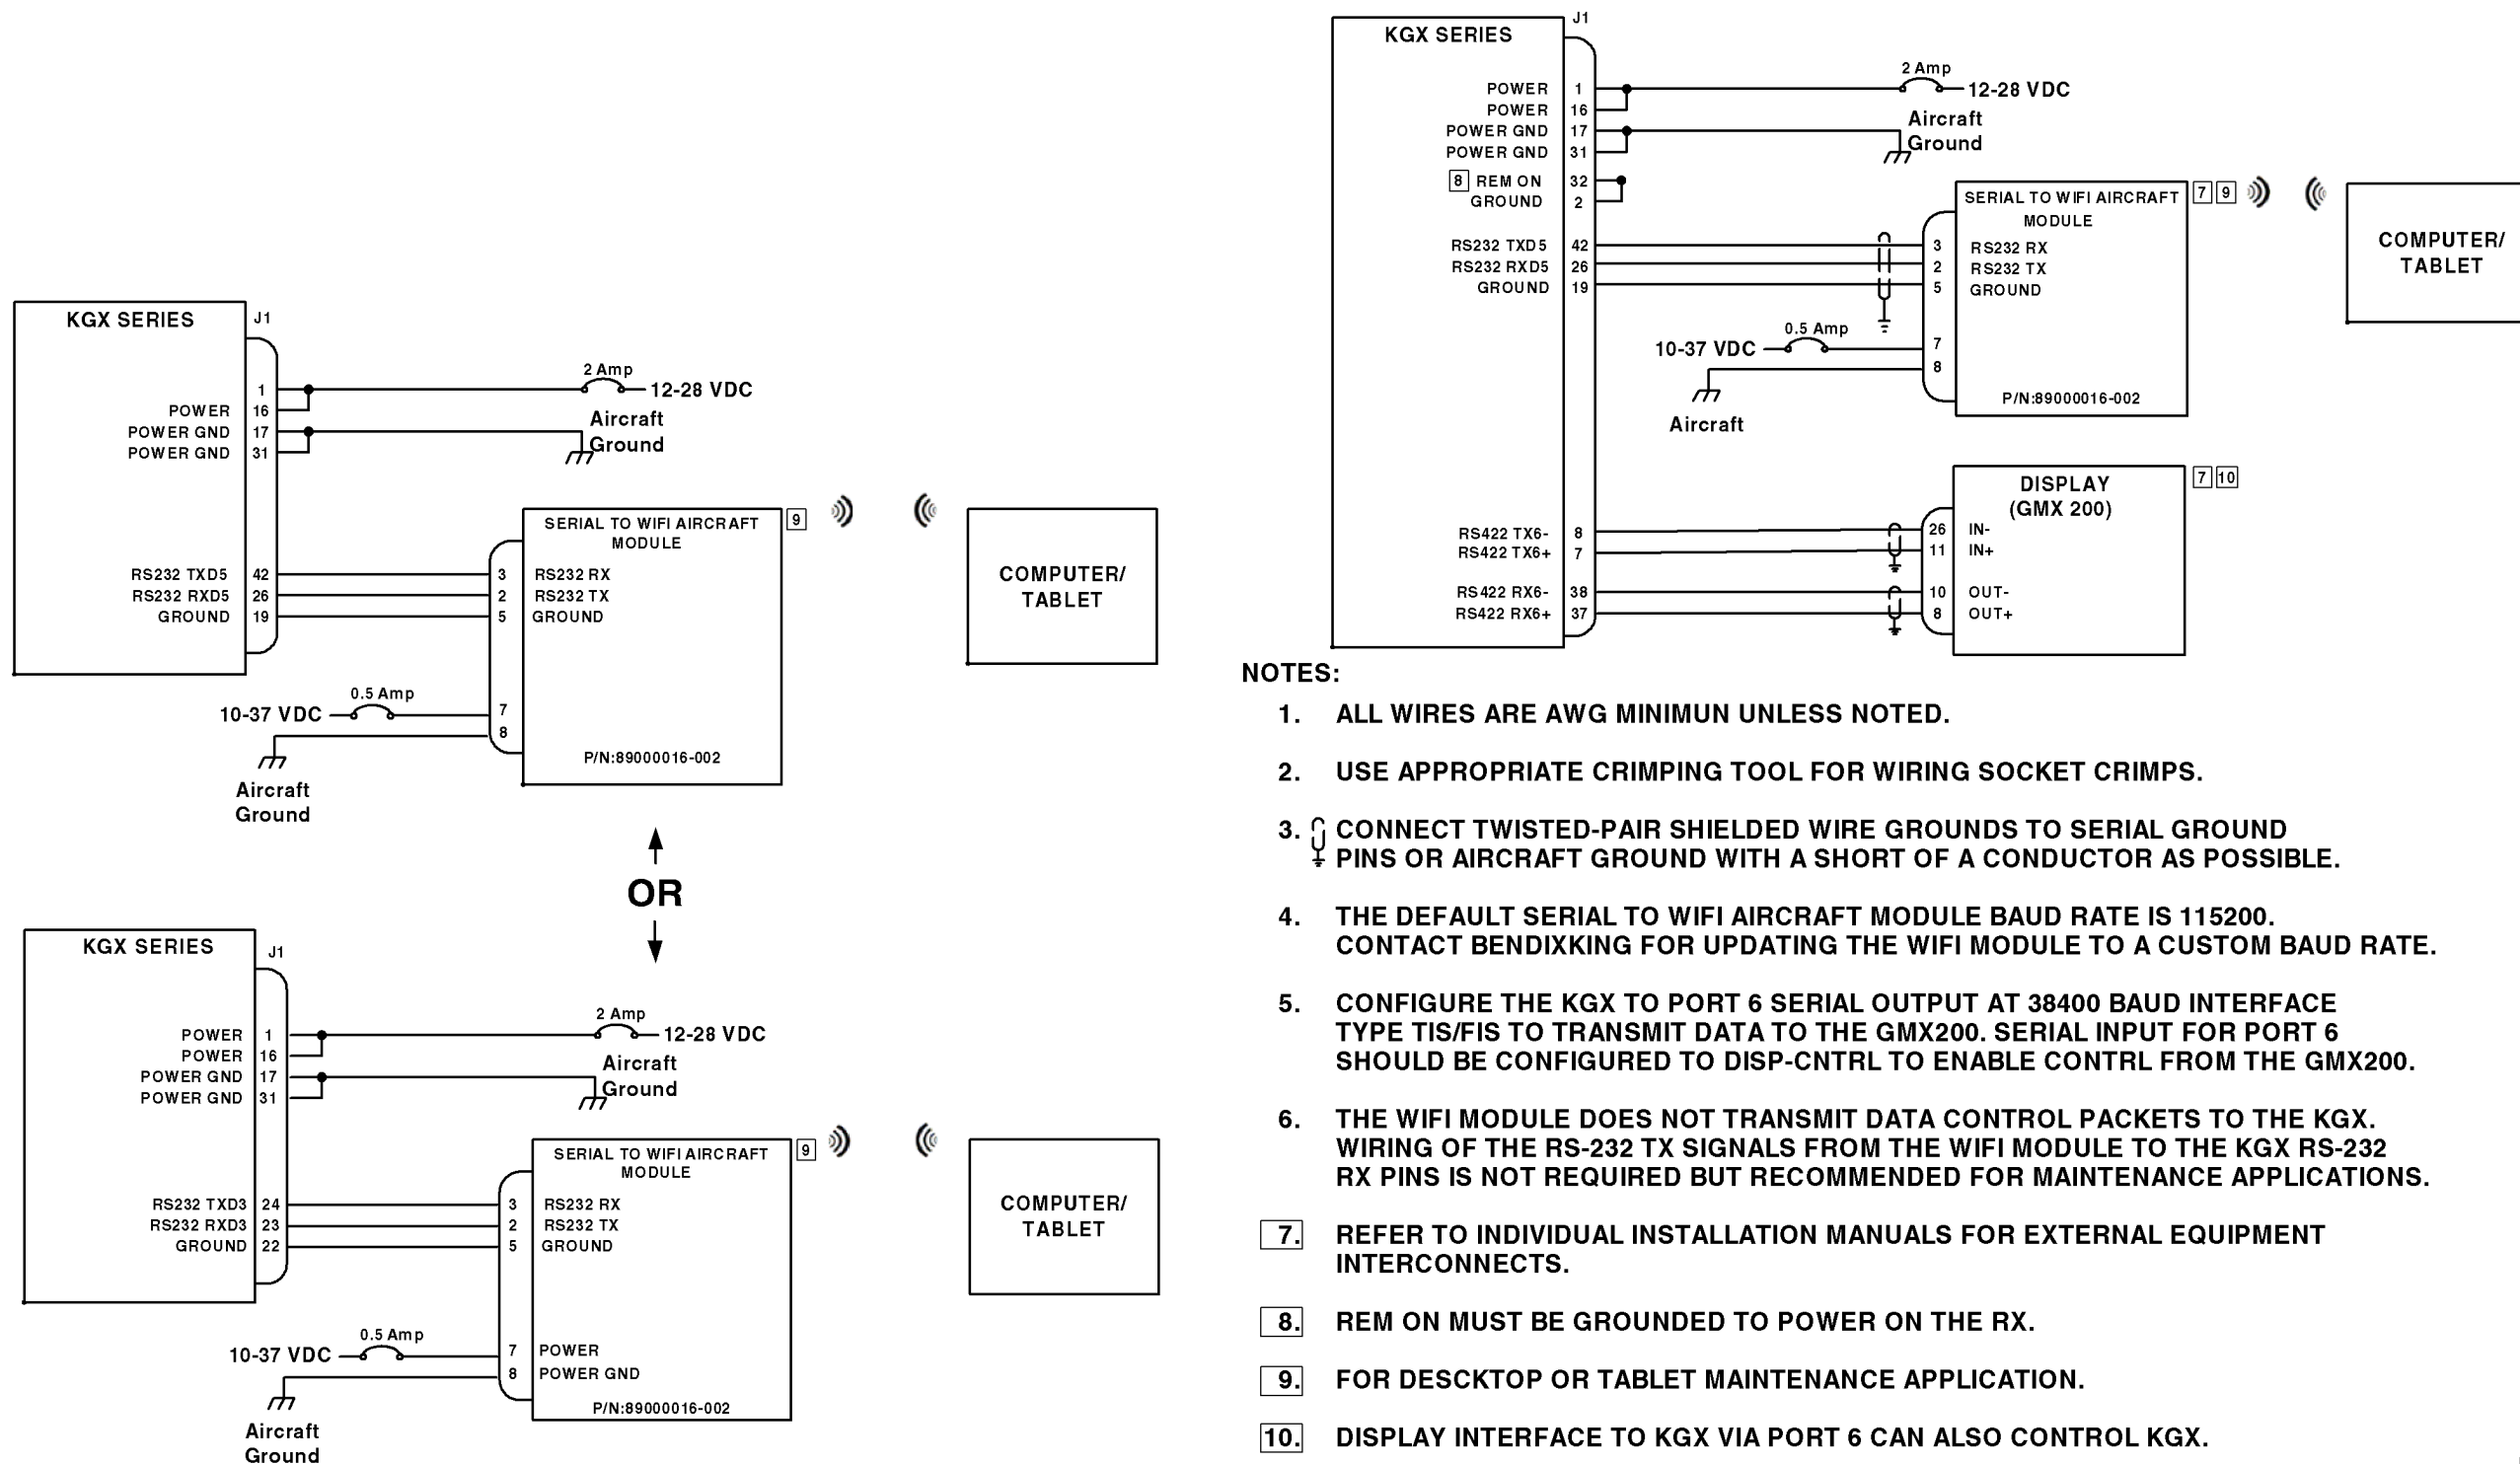 KGX SERIES
J1
1
POWER 16
POWER GND 17
POWER GND 31
2 Amp
12-28 VDC
Aircraft
Ground
RS232 TXD5 42
RS232 RXD5 26
GROUND 19
SERIAL TO WIFI AIRCRAFT
MODULE
9
3 RS232 RX
2 RS232 TX
5 GROUND
7
8
P/N:89000016-002
0.5 Amp
10-37 VDC
Aircraft
Ground
COMPUTER/
TABLET
OR
KGX SERIES
J1
POWER 1
POWER 16
POWER GND 17
POWER GND 31
2 Amp
12-28 VDC
Aircraft
Ground
RS232 TXD3 24
RS232 RXD3 23
GROUND 22
SERIAL TO WIFI AIRCRAFT
MODULE
9
3 RS232 RX
2 RS232 TX
5 GROUND
7 POWER
8 POWER GND
P/N:89000016-002
0.5 Amp
10-37 VDC
Aircraft
Ground
COMPUTER/
TABLET
KGX SERIES
J1
POWER 1
POWER 16
POWER GND 17
POWER GND 31
8 REM ON 32
GROUND 2
2 Amp
12-28 VDC
Aircraft
Ground
RS232 TXD5 42
RS232 RXD5 26
GROUND 19
SERIAL TO WIFI AIRCRAFT
MODULE
7 9
3 RS232 RX
2 RS232 TX
5 GROUND
7
8
P/N:89000016-002
0.5 Amp
10-37 VDC
Aircraft
COMPUTER/
TABLET
RS422 TX6- 8
RS422 TX6+ 7
RS422 RX6- 38
RS422 RX6+ 37
DISPLAY
(GMX 200)
7 10
26 IN-
11 IN+
10 OUT-
8 OUT+
NOTES:
1. ALL WIRES ARE AWG MINIMUN UNLESS NOTED.
2. USE APPROPRIATE CRIMPING TOOL FOR WIRING SOCKET CRIMPS.
3. CONNECT TWISTED-PAIR SHIELDED WIRE GROUNDS TO SERIAL GROUND
PINS OR AIRCRAFT GROUND WITH A SHORT OF A CONDUCTOR AS POSSIBLE.
4. THE DEFAULT SERIAL TO WIFI AIRCRAFT MODULE BAUD RATE IS 115200.
CONTACT BENDIXKING FOR UPDATING THE WIFI MODULE TO A CUSTOM BAUD RATE.
5. CONFIGURE THE KGX TO PORT 6 SERIAL OUTPUT AT 38400 BAUD INTERFACE
TYPE TIS/FIS TO TRANSMIT DATA TO THE GMX200. SERIAL INPUT FOR PORT 6
SHOULD BE CONFIGURED TO DISP-CNTRL TO ENABLE CONTRL FROM THE GMX200.
6. THE WIFI MODULE DOES NOT TRANSMIT DATA CONTROL PACKETS TO THE KGX.
WIRING OF THE RS-232 TX SIGNALS FROM THE WIFI MODULE TO THE KGX RS-232
RX PINS IS NOT REQUIRED BUT RECOMMENDED FOR MAINTENANCE APPLICATIONS.
7. REFER TO INDIVIDUAL INSTALLATION MANUALS FOR EXTERNAL EQUIPMENT
INTERCONNECTS.
8. REM ON MUST BE GROUNDED TO POWER ON THE RX.
9. FOR DESCKTOP OR TABLET MAINTENANCE APPLICATION.
10. DISPLAY INTERFACE TO KGX VIA PORT 6 CAN ALSO CONTROL KGX.